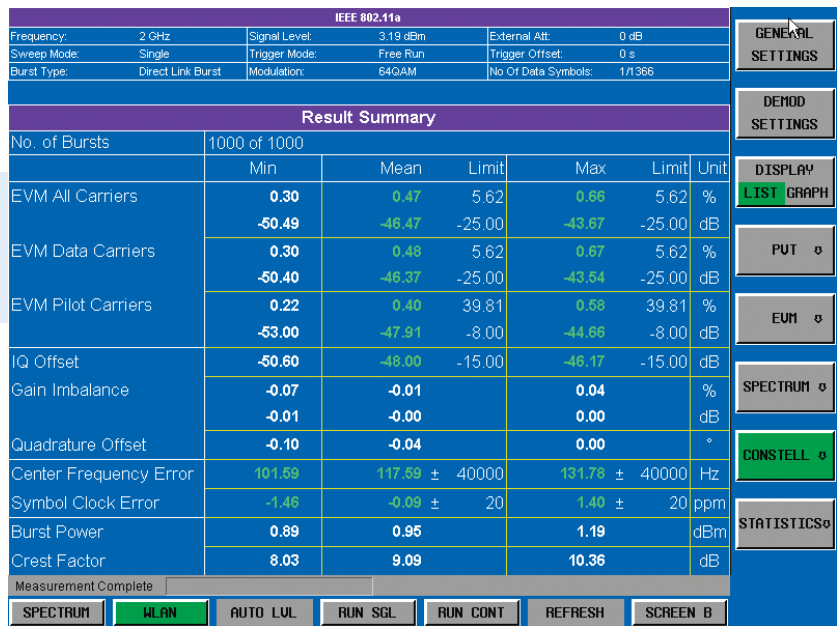 IEEE 802.11a
Frequency: 2 GHz Signal Level: 3.19 dBm External Att: 0 dB
Sweep Mode: Single Trigger Mode: Free Run Trigger Offset: 0 s
Burst Type: Direct Link Burst Modulation: 64QAM No Of Data Symbols: 1/1366
Result Summary
No. of Bursts 1000 of 1000
Min Mean Limit Max Limit Unit
EVM All Carriers 0.30 0.47 5.62 0.66 5.62 %
-50.49 -46.47 -25.00 -43.67 -25.00 dB
EVM Data Carriers 0.30 0.48 5.62 0.67 5.62 %
-50.40 -46.37 -25.00 -43.54 -25.00 dB
EVM Pilot Carriers 0.22 0.40 39.81 0.58 39.81 %
-53.00 -47.91 -8.00 -44.66 -8.00 dB
IQ Offset -50.60 -48.00 -15.00 -46.17 -15.00 dB
Gain Imbalance -0.07 -0.01 0.04 %
-0.01 -0.00 0.00 dB
Quadrature Offset -0.10 -0.04 0.00 °
Center Frequency Error 101.59 117.59 ± 40000 131.78 ± 40000 Hz
Symbol Clock Error -1.46 -0.09 ± 20 1.40 ± 20 ppm
Burst Power 0.89 0.95 1.19 dBm
Crest Factor 8.03 9.09 10.36 dB
Measurement Complete
SPECTRUM WLAN AUTO LVL RUN SGL RUN CONT REFRESH SCREEN B
GENERAL
SETTINGS
DEMOD
SETTINGS
DISPLAY
LIST GRAPH
PVT
EVM
SPECTRUM
CONSTELL
STATISTICS